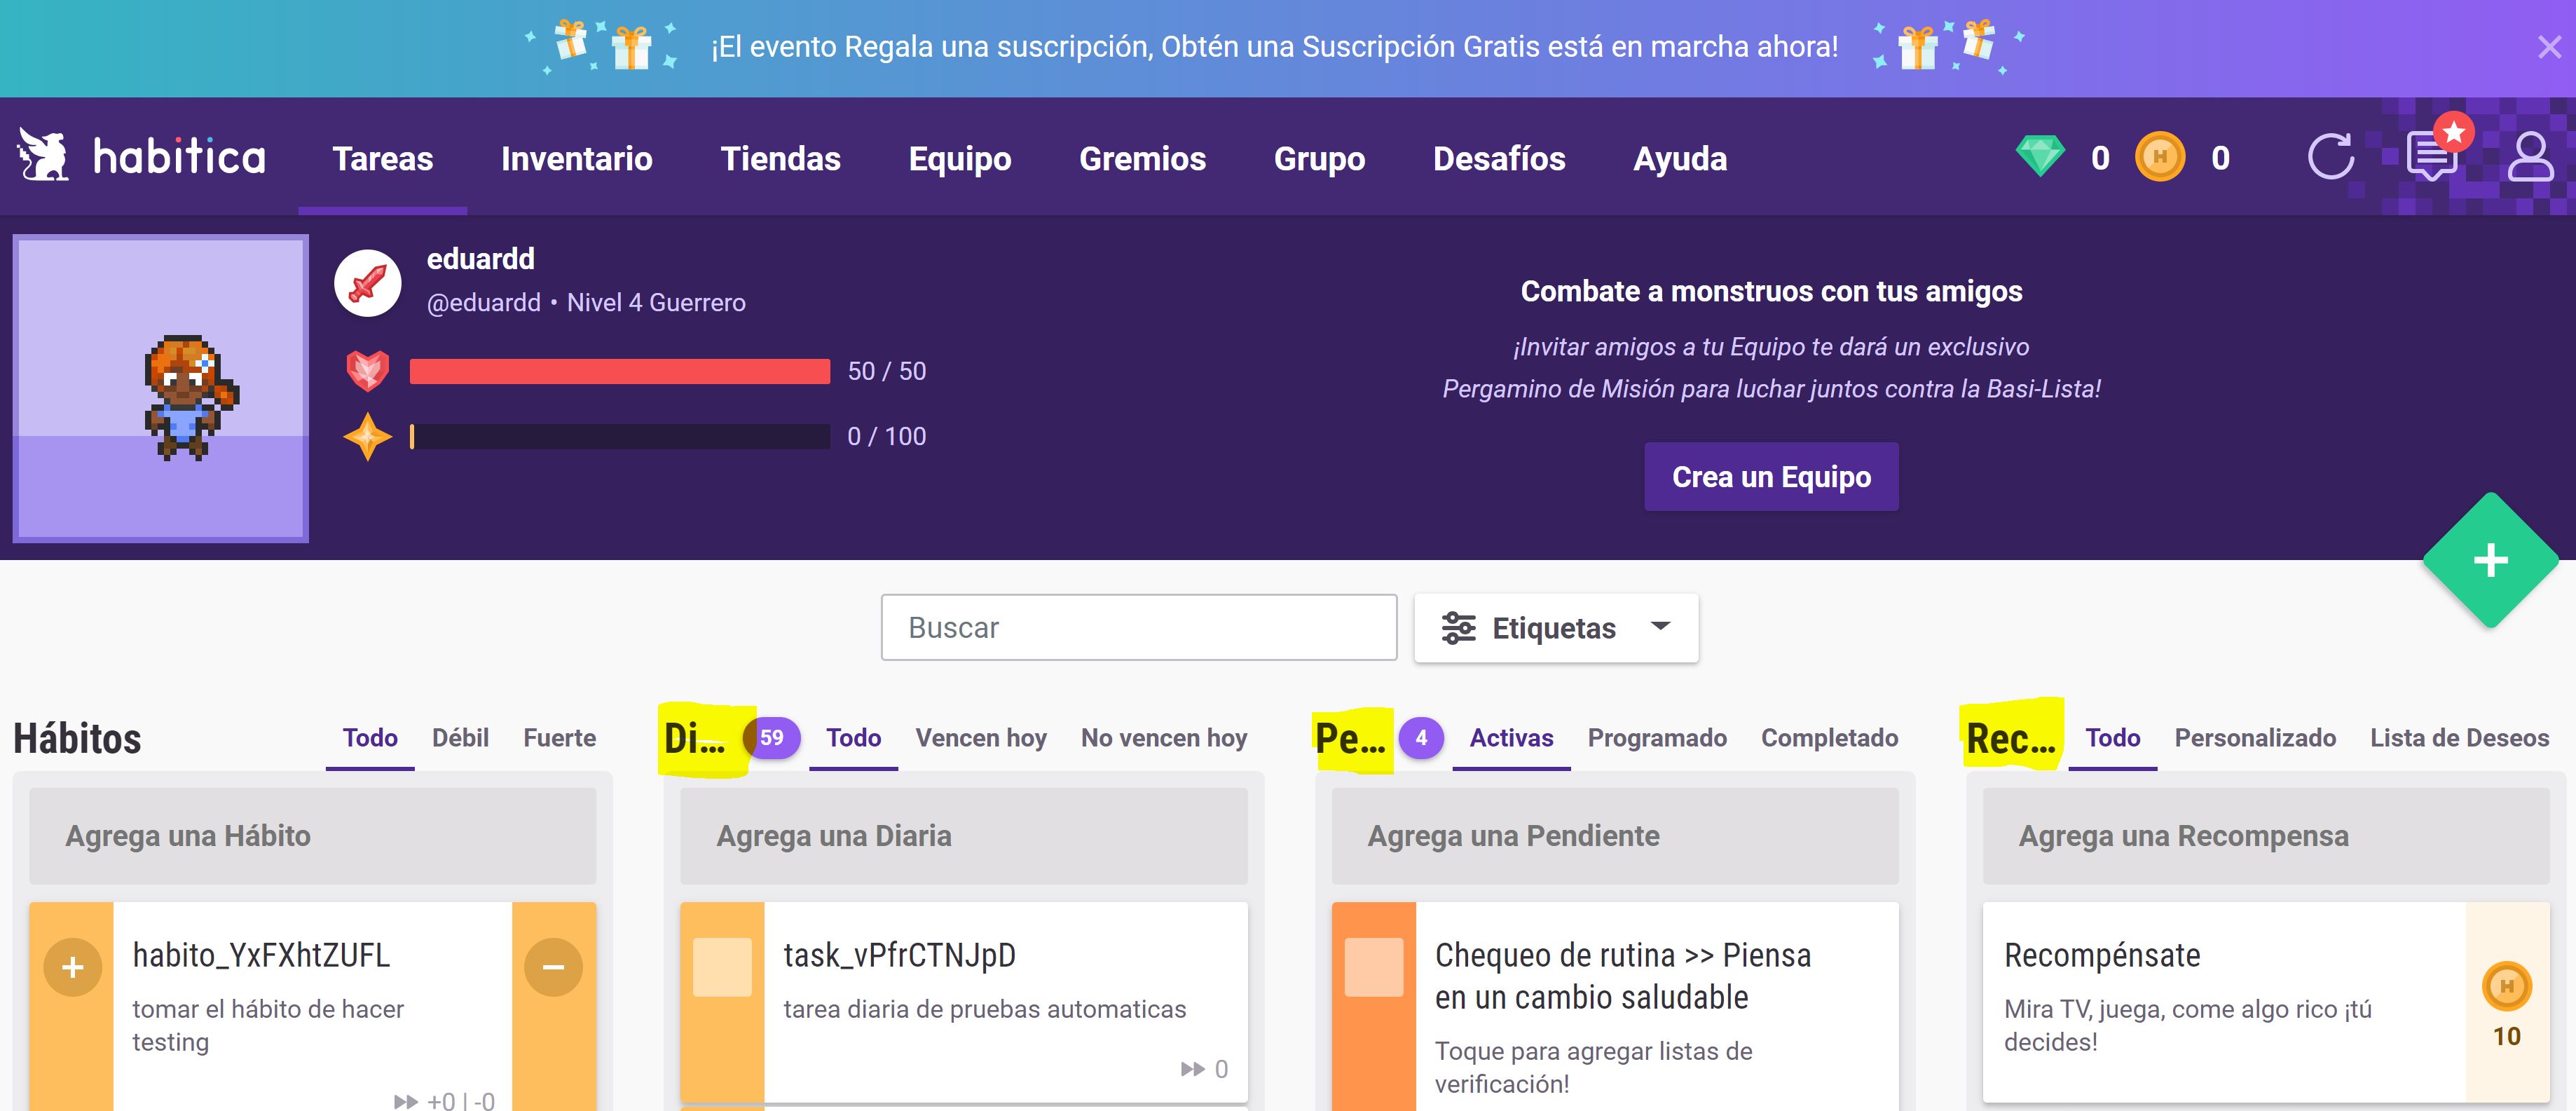 ¡El evento Regala una suscripción, Obtén una Suscripción Gratis está en marcha ahora!
habitica Tareas Inventario Tiendas Equipo Gremios Grupo Desafíos Ayuda 0 0
eduardd
@eduardd • Nivel 4 Guerrero
50 / 50
0 / 100
Combate a monstruos con tus amigos
¡Invitar amigos a tu Equipo te dará un exclusivo
Pergamino de Misión para luchar juntos contra la Basi-Lista!
Crea un Equipo
Buscar
Etiquetas
Hábitos Todo Débil Fuerte
Agrega una Hábito
habito_YxFXhtZUFL
tomar el hábito de hacer
testing
+0 | -0
Di... 59 Todo Vencen hoy No vencen hoy
Agrega una Diaria
task_vPfrCTNJpD
tarea diaria de pruebas automaticas
0
Pe... 4 Activas Programado Completado
Agrega una Pendiente
Chequeo de rutina >> Piensa
en un cambio saludable
Toque para agregar listas de
verificación!
Rec... Todo Personalizado Lista de Deseos
Agrega una Recompensa
Recompénsate
Mira TV, juega, come algo rico ¡tú
decides!
10